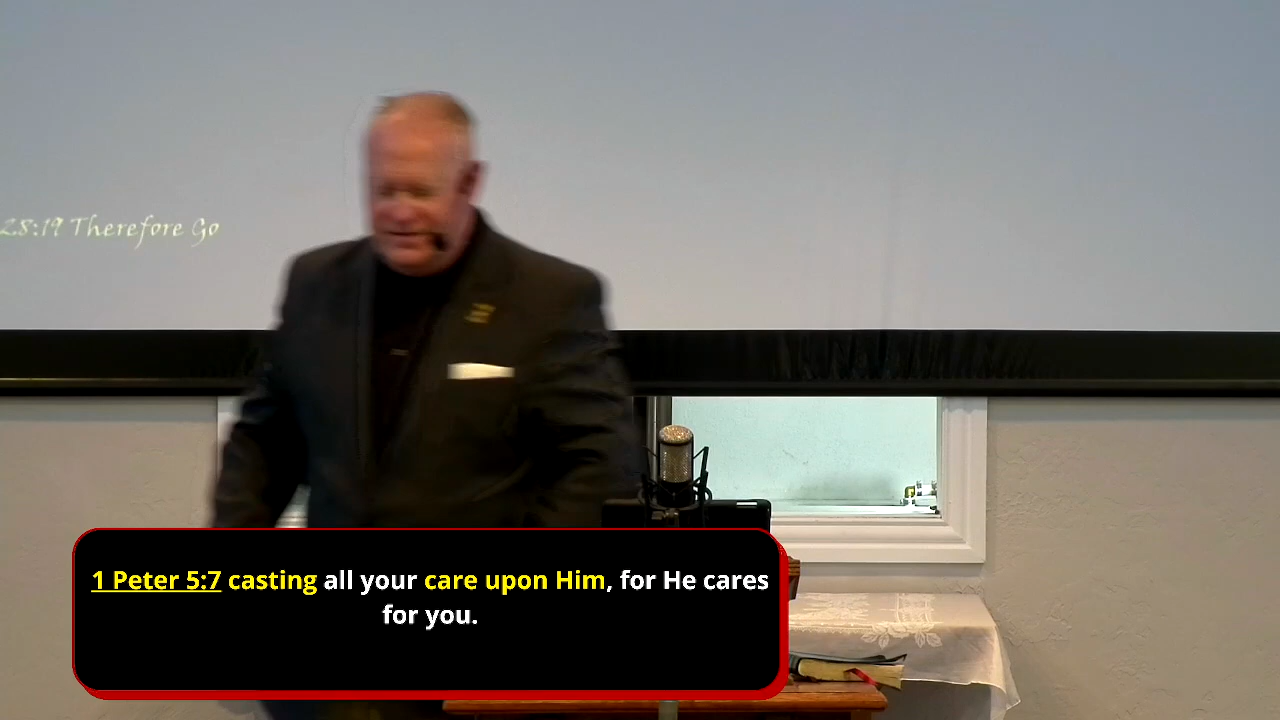 28:19 Therefore Go
1 Peter 5:7 casting all your care upon Him, for He cares
for you.